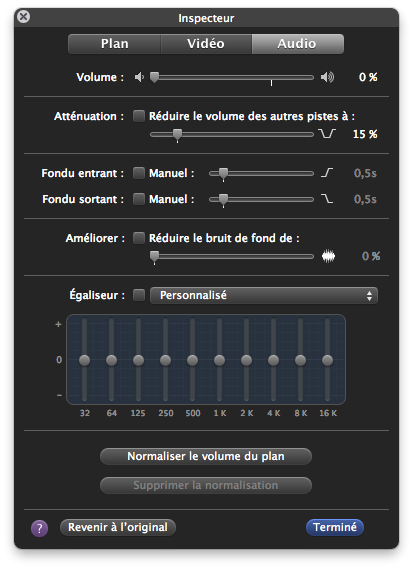 Inspecteur
Plan Vidéo Audio
Volume : 0 %
Atténuation : Réduire le volume des autres pistes à :
15 %
Fondu entrant : Manuel : 0,5s
Fondu sortant : Manuel : 0,5s
Améliorer : Réduire le bruit de fond de :
0 %
Égaliseur : Personnalisé
+
0
–
32 64 125 250 500 1 K 2 K 4 K 8 K 16 K
Normaliser le volume du plan
Supprimer la normalisation
? Revenir à l'original Terminé